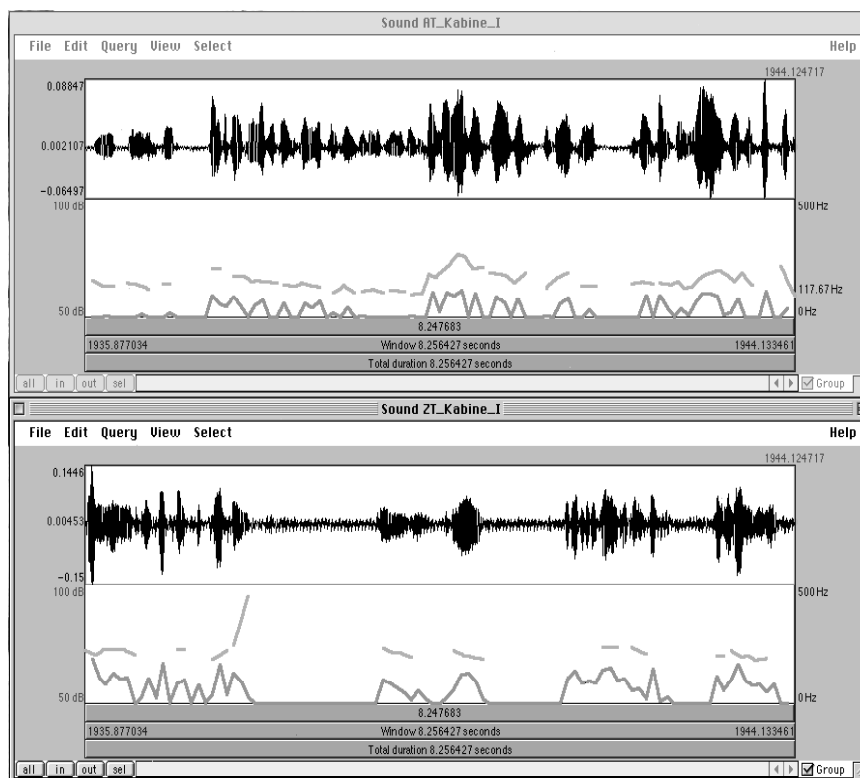 Sound AT_Kabine_I
File Edit Query View Select Help
1944.124717
0.08847
0.002107
-0.06497
100 dB 500 Hz
117.67 Hz
50 dB 0 Hz
8.247683
1935.877034 Window 8.256427 seconds 1944.133461
Total duration 8.256427 seconds
all in out sel Group
Sound ZT_Kabine_I
File Edit Query View Select Help
1944.124717
0.1446
0.00453
-0.15
100 dB 500 Hz
50 dB 0 Hz
8.247683
1935.877034 Window 8.256427 seconds 1944.133461
Total duration 8.256427 seconds
all in out sel Group